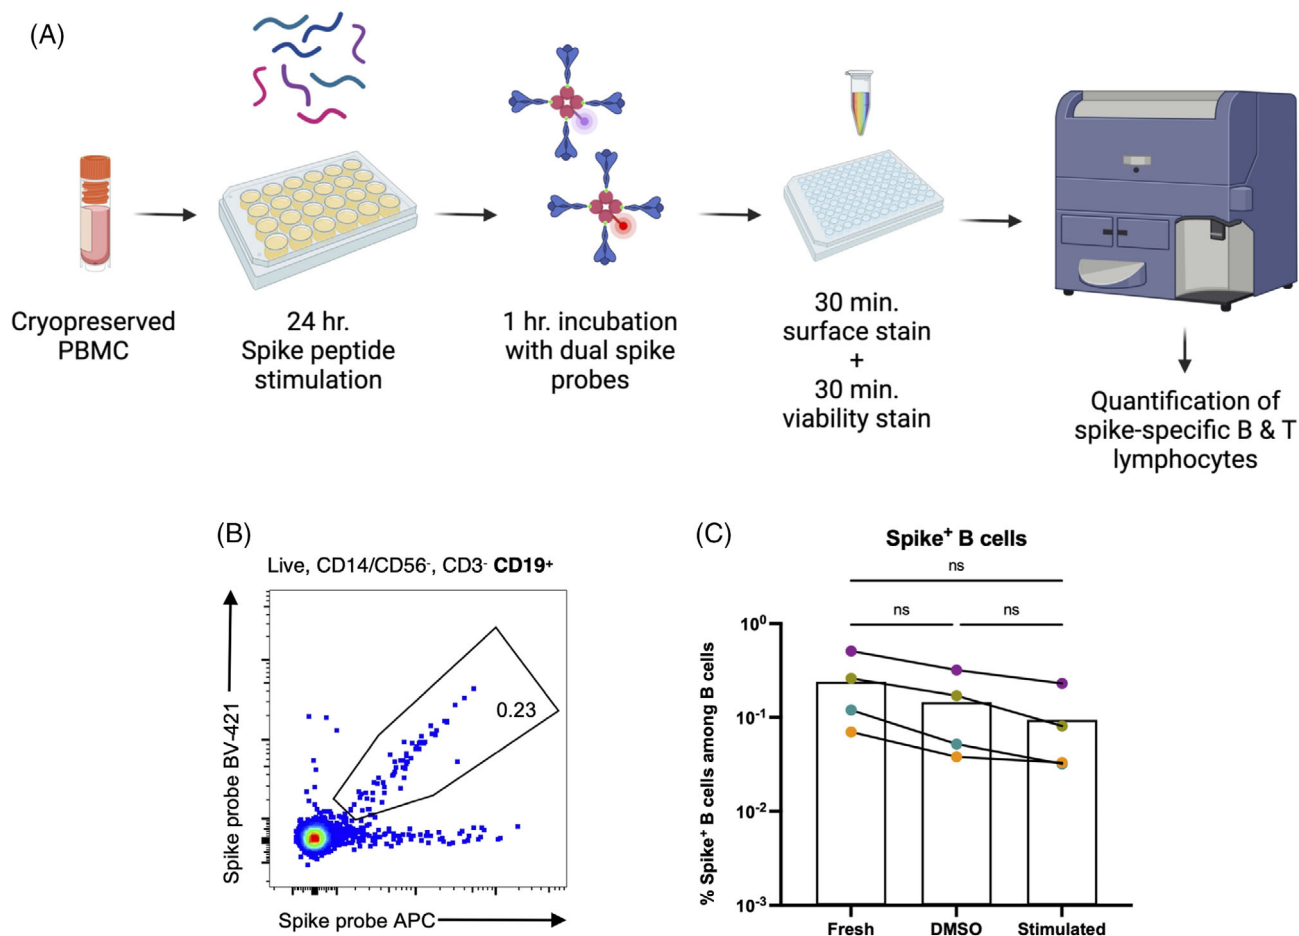 (A)
Cryopreserved
PBMC
24 hr.
Spike peptide
stimulation
1 hr. incubation
with dual spike
probes
30 min.
surface stain
+
30 min.
viability stain
Quantification of
spike-specific B & T
lymphocytes
(B)
Live, CD14/CD56⁻, CD3⁻ CD19⁺
Spike probe BV-421
0.23
Spike probe APC
(C)
Spike⁺ B cells
ns
ns
ns
% Spike⁺ B cells among B cells
10⁰
10⁻¹
10⁻²
10⁻³
Fresh
DMSO
Stimulated